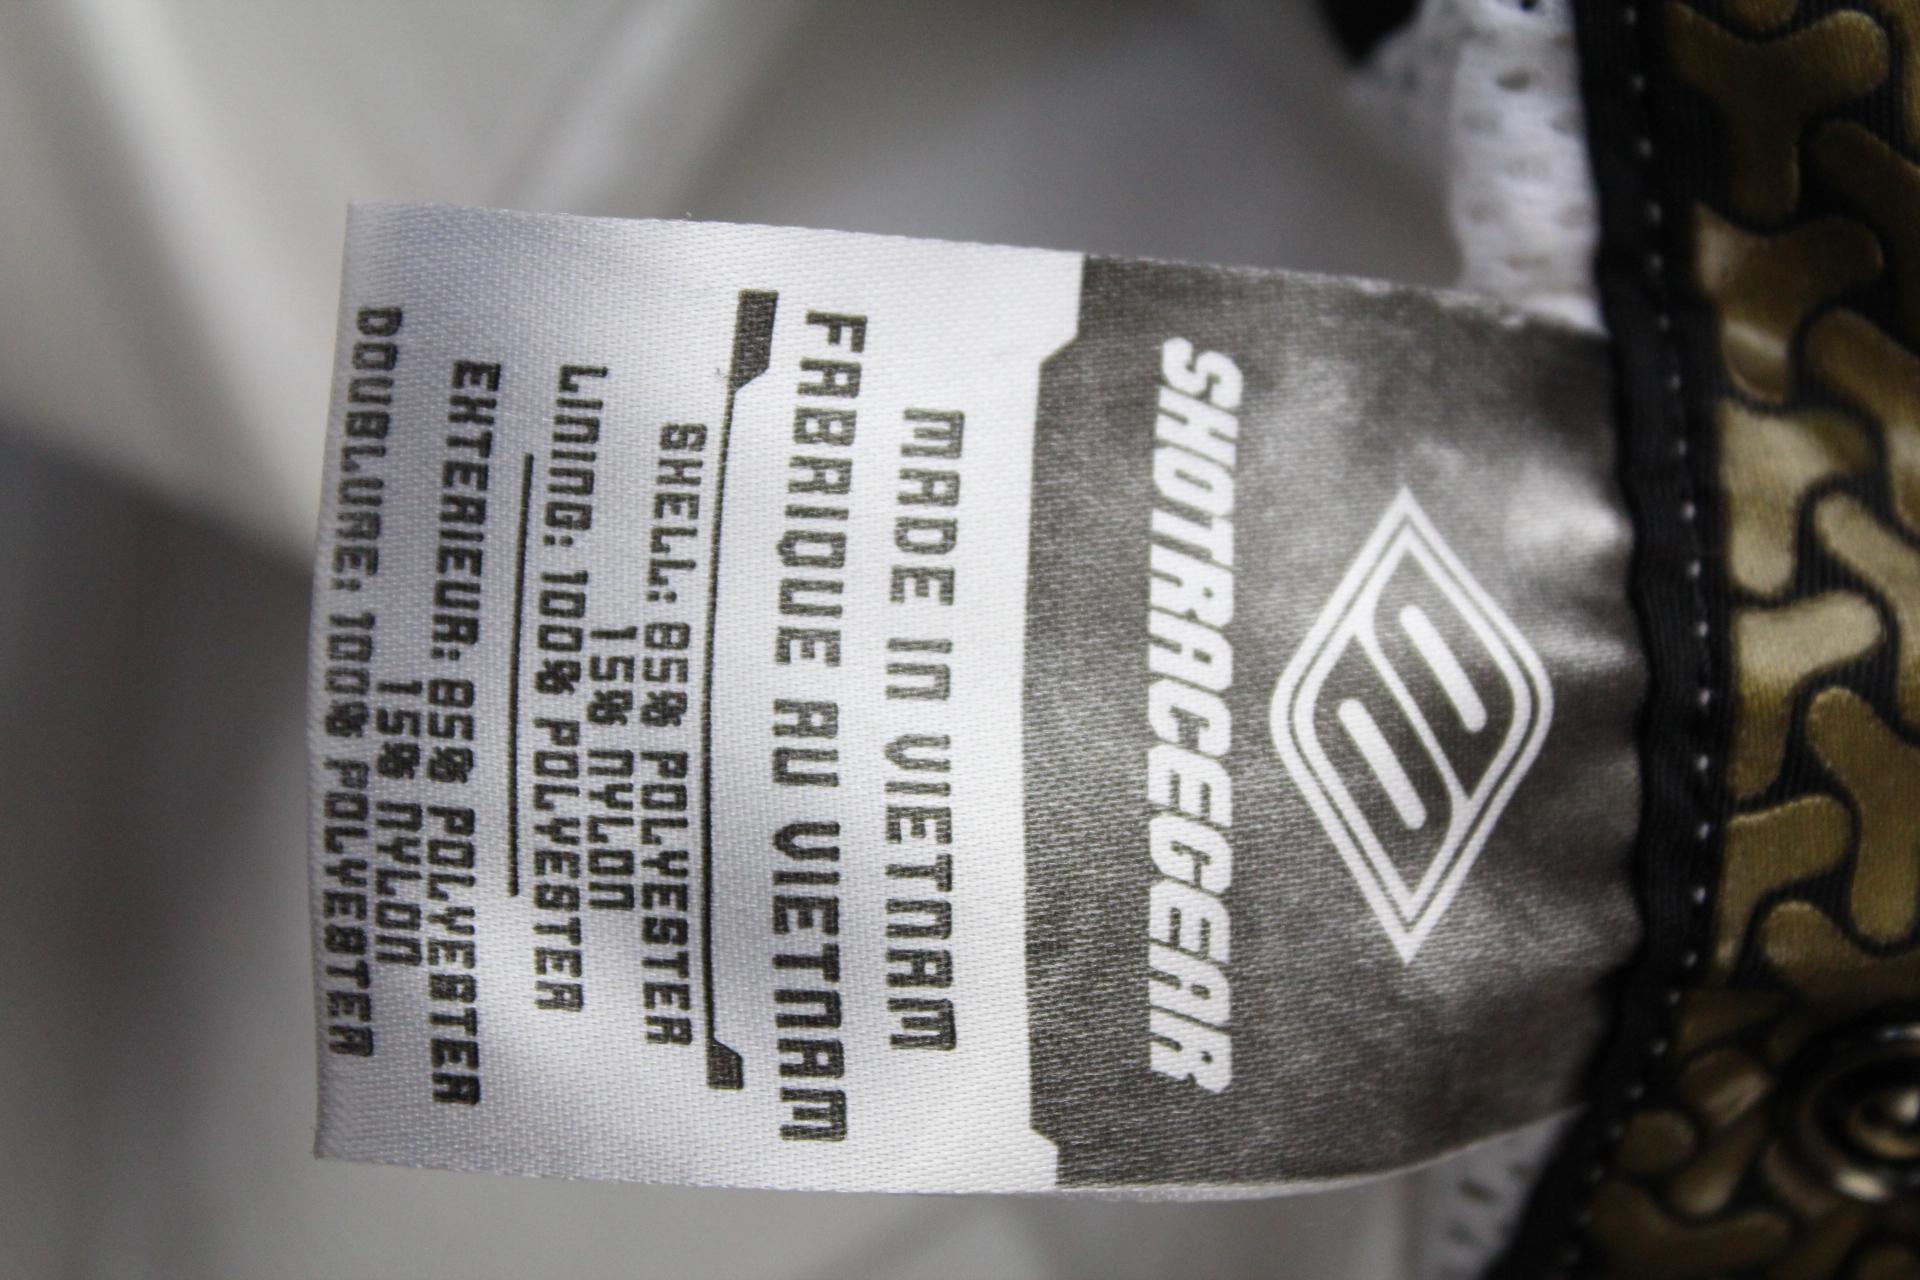 SHOTRACEGEAR
MADE IN VIETNAM
FABRIQUE AU VIETNAM
SHELL: 85% POLYESTER
15% NYLON
LINING: 100% POLYESTER
EXTERIEUR: 85% POLYESTER
15% NYLON
DOUBLURE: 100% POLYESTER